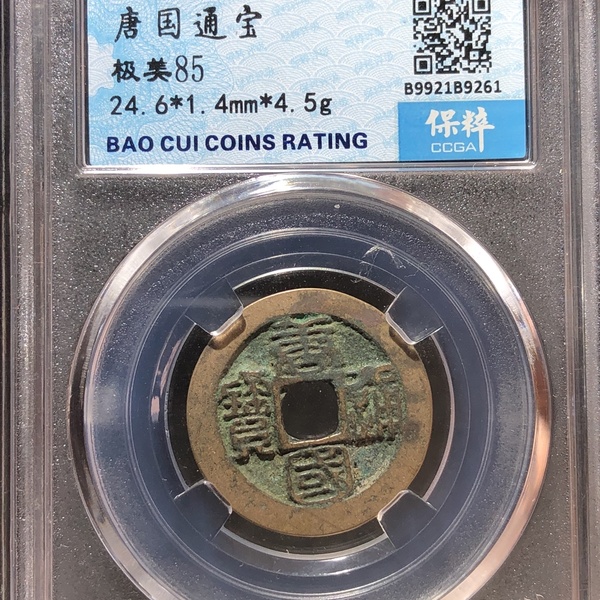 唐国通宝
极美85
24.6*1.4mm*4.5g
BAO CUI COINS RATING
B9921B9261
保粹
CCGA
唐
國
通
寶